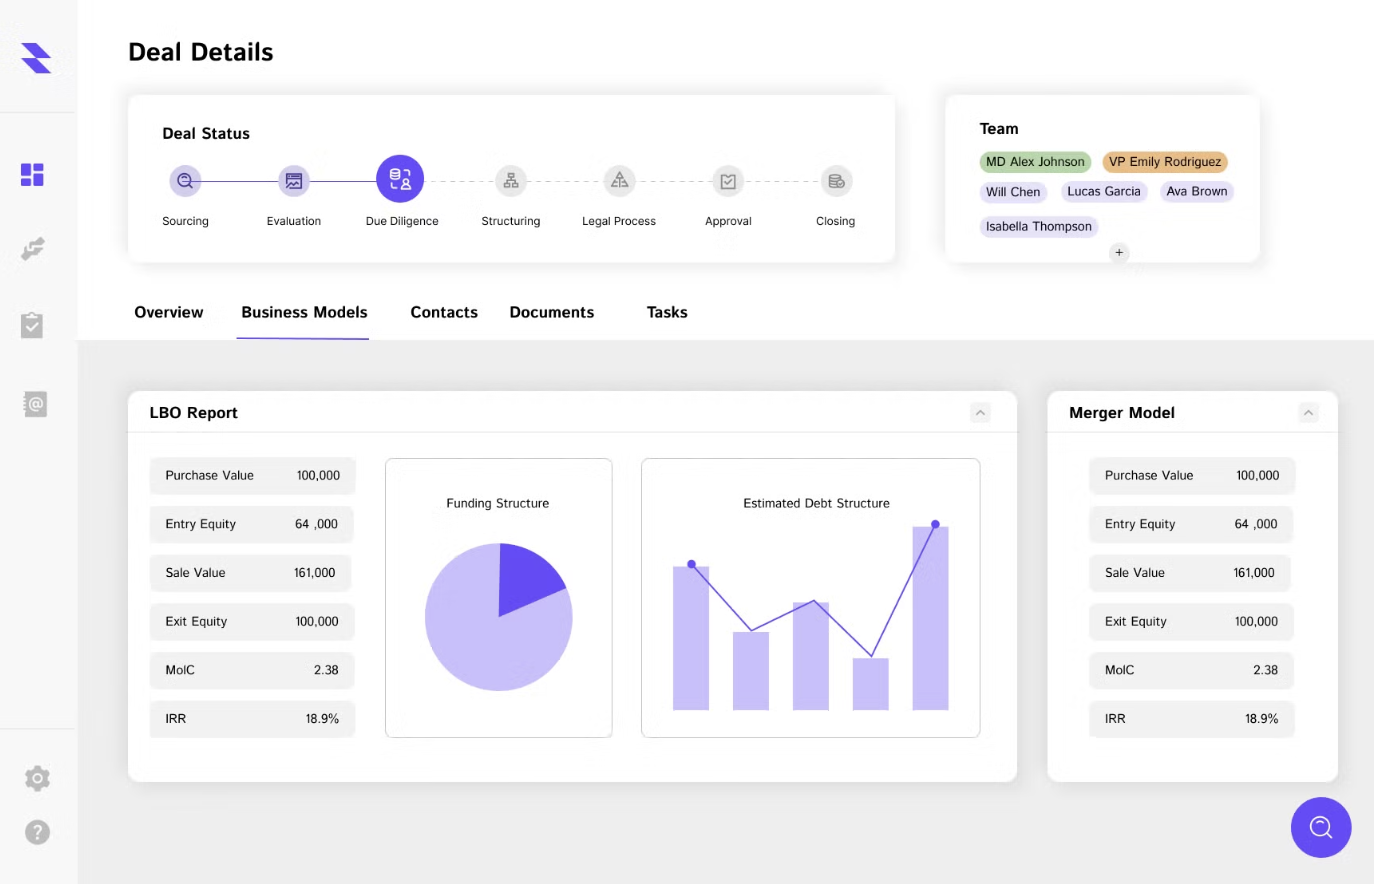 Deal Details
Deal Status
Sourcing
Evaluation
Due Diligence
Structuring
Legal Process
Approval
Closing
Team
MD Alex Johnson
VP Emily Rodriguez
Will Chen
Lucas Garcia
Ava Brown
Isabella Thompson
+
Overview
Business Models
Contacts
Documents
Tasks
LBO Report
Purchase Value 100,000
Entry Equity 64 ,000
Sale Value 161,000
Exit Equity 100,000
MoIC 2.38
IRR 18.9%
Funding Structure
Estimated Debt Structure
Merger Model
Purchase Value 100,000
Entry Equity 64 ,000
Sale Value 161,000
Exit Equity 100,000
MoIC 2.38
IRR 18.9%
@
?